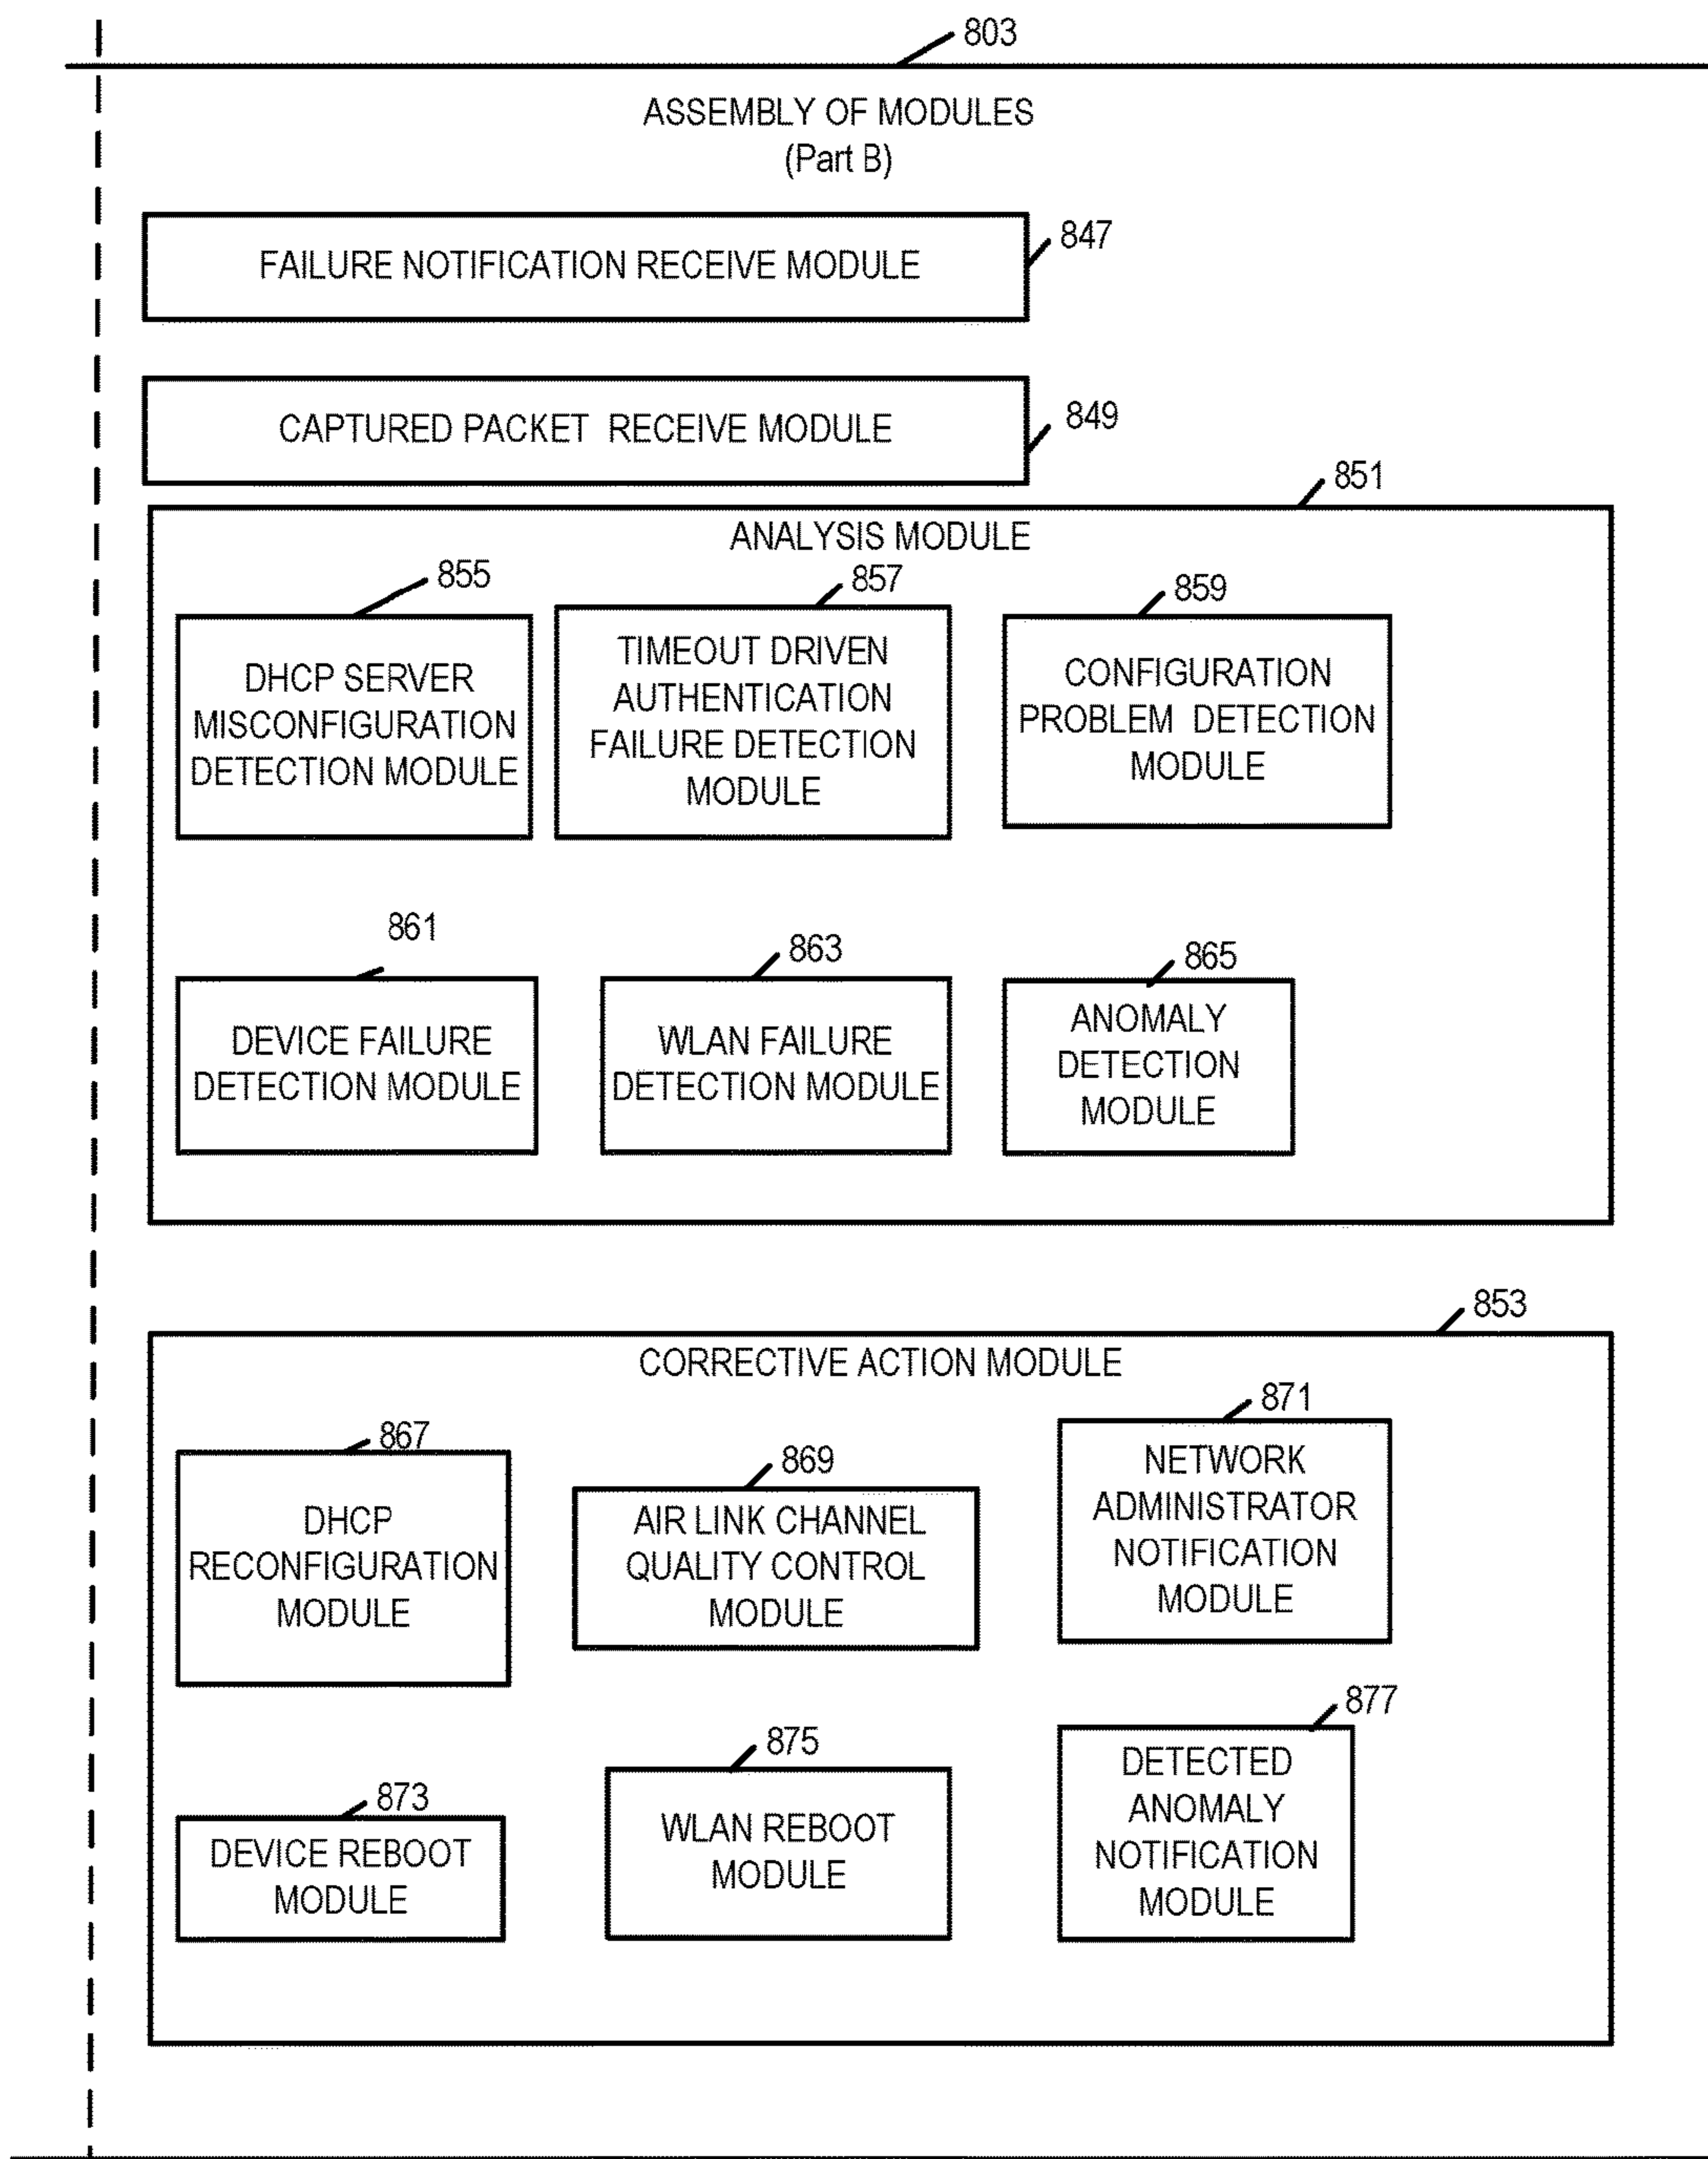 803
ASSEMBLY OF MODULES
(Part B)
847
FAILURE NOTIFICATION RECEIVE MODULE
849
CAPTURED PACKET RECEIVE MODULE
851
ANALYSIS MODULE
855
DHCP SERVER
MISCONFIGURATION
DETECTION MODULE
857
TIMEOUT DRIVEN
AUTHENTICATION
FAILURE DETECTION
MODULE
859
CONFIGURATION
PROBLEM DETECTION
MODULE
861
DEVICE FAILURE
DETECTION MODULE
863
WLAN FAILURE
DETECTION MODULE
865
ANOMALY
DETECTION
MODULE
853
CORRECTIVE ACTION MODULE
867
DHCP
RECONFIGURATION
MODULE
869
AIR LINK CHANNEL
QUALITY CONTROL
MODULE
871
NETWORK
ADMINISTRATOR
NOTIFICATION
MODULE
873
DEVICE REBOOT
MODULE
875
WLAN REBOOT
MODULE
877
DETECTED
ANOMALY
NOTIFICATION
MODULE